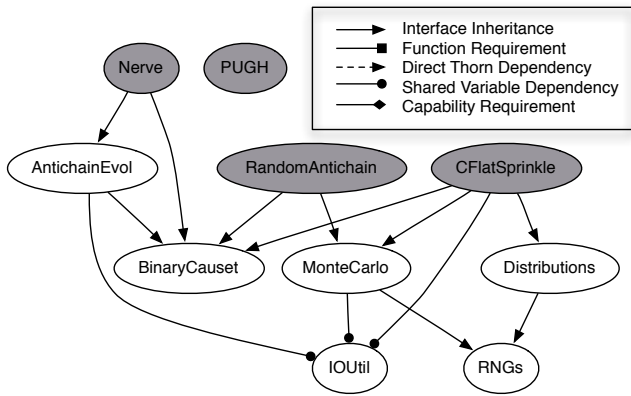 Interface Inheritance
Function Requirement
Direct Thorn Dependency
Shared Variable Dependency
Capability Requirement
Nerve
PUGH
AntichainEvol
RandomAntichain
CFlatSprinkle
BinaryCauset
MonteCarlo
Distributions
IOUtil
RNGs